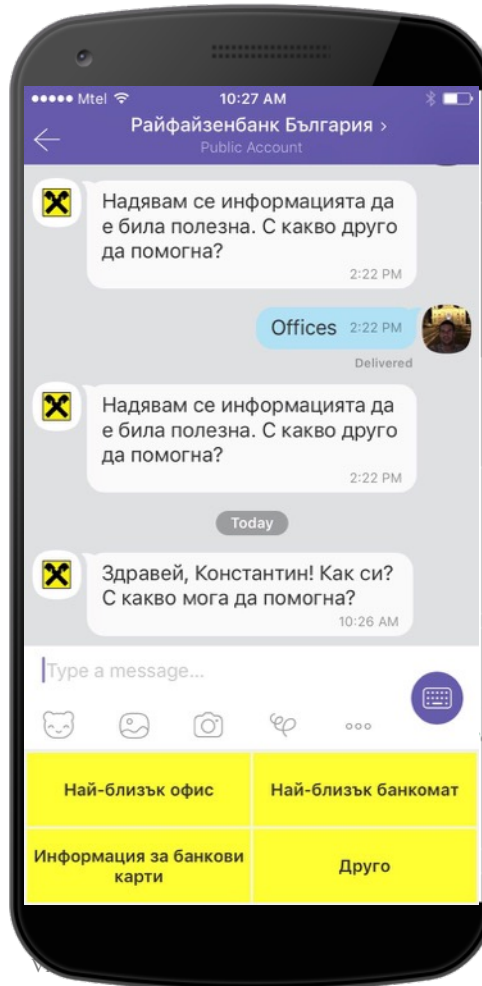 Mtel 10:27 AM
Райфайзенбанк България ›
Public Account
Надявам се информацията да
е била полезна. С какво друго
да помогна?
2:22 PM
Offices 2:22 PM
Delivered
Надявам се информацията да
е била полезна. С какво друго
да помогна?
2:22 PM
Today
Здравей, Константин! Как си?
С какво мога да помогна?
10:26 AM
Type a message...
Най-близък офис
Най-близък банкомат
Информация за банкови
карти
Друго